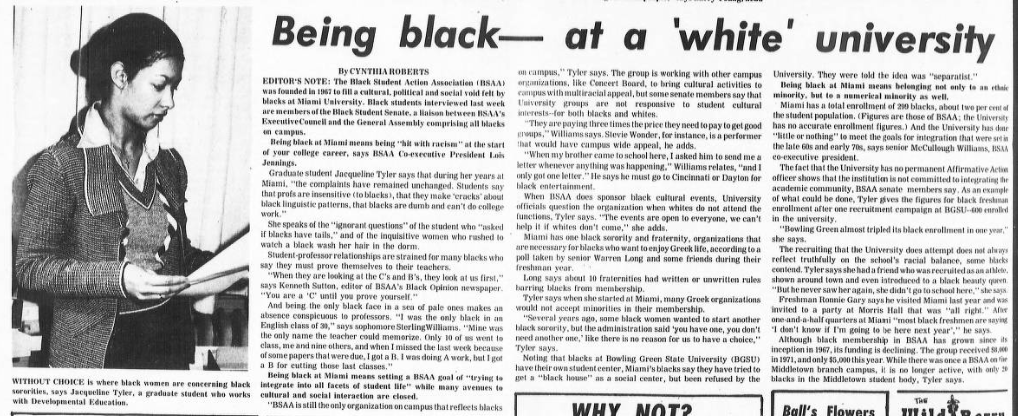 Being black— at a 'white' university
By CYNTHIA ROBERTS
EDITOR'S NOTE: The Black Student Action Association (BSAA)
was founded in 1967 to fill a cultural, political and social void felt by
blacks at Miami University. Black students interviewed last week
are members of the Black Student Senate, a liaison between BSAA's
Executive Council and the General Assembly comprising all blacks
on campus.
Being black at Miami means being "hit with racism" at the start
of your college career, says BSAA Co-executive President Lois
Jennings.
Graduate student Jacqueline Tyler says that during her years at
Miami, "the complaints have remained unchanged. Students say
that profs are insensitive (to blacks), that they make 'cracks' about
black linguistic patterns, that blacks are dumb and can't do college
work."
She speaks of the "ignorant questions" of the student who "asked
if blacks have tails," and of the inquisitive women who rushed to
watch a black wash her hair in the dorm.
Student-professor relationships are strained for many blacks who
say they must prove themselves to their teachers.
"When they are looking at the C's and B's, they look at us first,"
says Kenneth Sutton, editor of BSAA's Black Opinion newspaper.
"You are a 'C' until you prove yourself."
And being the only black face in a sea of pale ones makes an
absence conspicuous to professors. "I was the only black in an
English class of 30," says sophomore Sterling Williams. "Mine was
the only name the teacher could memorize. Only 10 of us went to
class, me and nine others, and when I missed the last week because
of some papers that were due, I got a B. I was doing A work, but I got
a B for cutting those last classes."
Being black at Miami means setting a BSAA goal of "trying to
integrate into all facets of student life" while many avenues to
cultural and social interaction are closed.
"BSAA is still the only organization on campus that reflects blacks
on campus," Tyler says. The group is working with other campus
organizations, like Concert Board, to bring cultural activities to
campus with multiracial appeal, but some senate members say that
University groups are not responsive to student cultural
interests--for both blacks and whites.
"They are paying three times the price they need to pay to get good
groups," Williams says. Stevie Wonder, for instance, is a performer
that would have campus wide appeal, he adds.
"When my brother came to school here, I asked him to send me a
letter whenever anything was happening," Williams relates, "and I
only got one letter." He says he must go to Cincinnati or Dayton for
black entertainment.
When BSAA does sponsor black cultural events, University
officials question the organization when whites do not attend the
functions, Tyler says. "The events are open to everyone, we can't
help it if whites don't come," she adds.
Miami has one black sorority and fraternity, organizations that
are necessary for blacks who want to enjoy Greek life, according to a
poll taken by senior Warren Long and some friends during their
freshman year.
Long says about 10 fraternities had written or unwritten rules
barring blacks from membership.
Tyler says when she started at Miami, many Greek organizations
would not accept minorities in their membership.
"Several years ago, some black women wanted to start another
black sorority, but the administration said 'you have one, you don't
need another one,' like there is no reason for us to have a choice,"
Tyler says.
Noting that blacks at Bowling Green State University (BGSU)
have their own student center, Miami's blacks say they have tried to
get a "black house" as a social center, but been refused by the
University. They were told the idea was "separatist."
Being black at Miami means belonging not only to an ethnic
minority, but to a numerical minority as well.
Miami has a total enrollment of 299 blacks, about two per cent of
the student population. (Figures are those of BSAA; the University
has no accurate enrollment figures.) And the University has done
"little or nothing" to meet the goals for integration that were set in
the late 60s and early 70s, says senior McCullough Williams, BSAA
co-executive president.
The fact that the University has no permanent Affirmative Action
officer shows that the institution is not committed to integrating the
academic community, BSAA senate members say. As an example
of what could be done, Tyler gives the figures for black freshman
enrollment after one recruitment campaign at BGSU--400 enrolled
in the university.
"Bowling Green almost tripled its black enrollment in one year,"
she says.
The recruiting that the University does attempt does not always
reflect truthfully on the school's racial balance, some blacks
contend. Tyler says she had a friend who was recruited as an athlete,
shown around town and even introduced to a black beauty queen.
"But he never saw her again, she didn't go to school here," she says.
Freshman Ronnie Gary says he visited Miami last year and was
invited to a party at Morris Hall that was "all right." After
one-and-a-half quarters at Miami "most black freshmen are saying
'I don't know if I'm going to be here next year'," he says.
Although black membership in BSAA has grown since its
inception in 1967, its funding is declining. The group received
in 1971, and only $5,000 this year. While there was once a BSAA on the
Middletown branch campus, it is no longer active, with only 20
blacks in the Middletown student body, Tyler says.
WITHOUT CHOICE is where black women are concerning black
sororities, says Jacqueline Tyler, a graduate student who works
with Developmental Education.
WHY NOT?
Ball's Flowers
THE